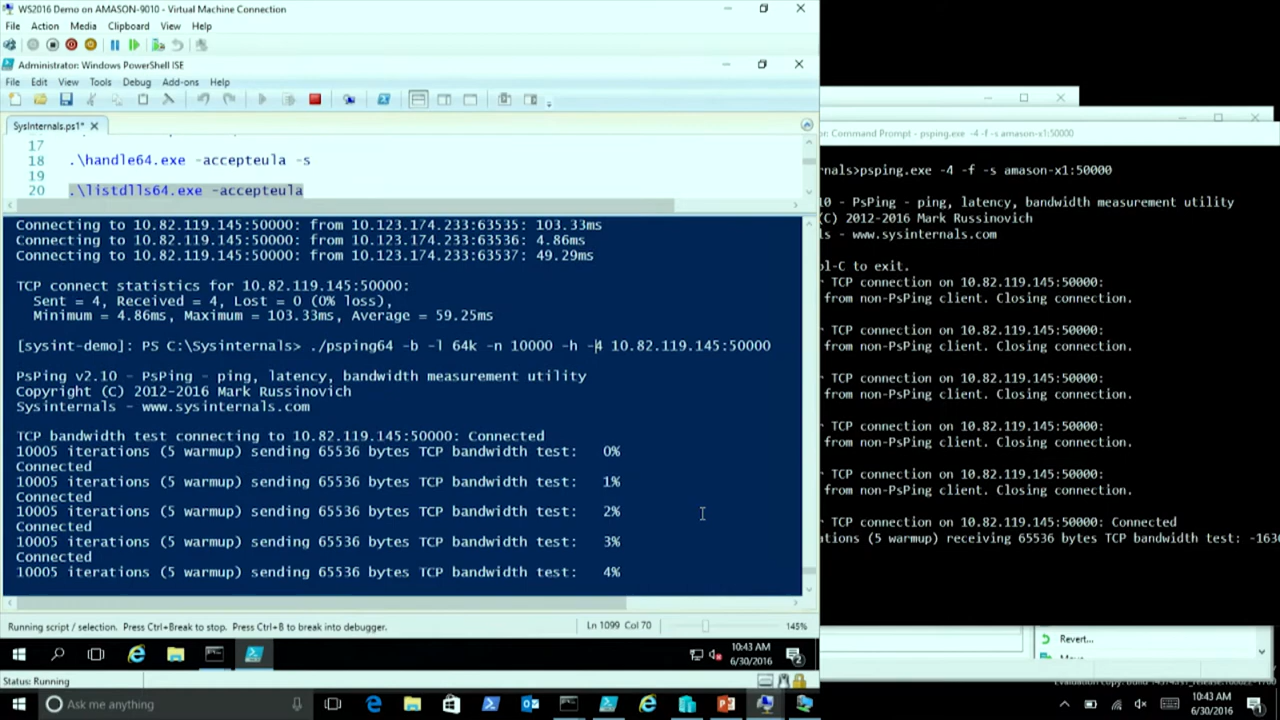 WS2016 Demo on AMASON-9010 - Virtual Machine Connection
File Action Media Clipboard View Help
Administrator: Windows PowerShell ISE
File Edit View Tools Debug Add-ons Help
SysInternals.ps1*
17
18 .\handle64.exe -accepteula -s
19
20 .\listdlls64.exe -accepteula
Connecting to 10.82.119.145:50000: from 10.123.174.233:63535: 103.33ms
Connecting to 10.82.119.145:50000: from 10.123.174.233:63536: 4.86ms
Connecting to 10.82.119.145:50000: from 10.123.174.233:63537: 49.29ms
TCP connect statistics for 10.82.119.145:50000:
Sent = 4, Received = 4, Lost = 0 (0% loss),
Minimum = 4.86ms, Maximum = 103.33ms, Average = 59.25ms
[sysint-demo]: PS C:\Sysinternals> ./psping64 -b -l 64k -n 10000 -h -4 10.82.119.145:50000
PsPing v2.10 - PsPing - ping, latency, bandwidth measurement utility
Copyright (C) 2012-2016 Mark Russinovich
Sysinternals - www.sysinternals.com
TCP bandwidth test connecting to 10.82.119.145:50000: Connected
10005 iterations (5 warmup) sending 65536 bytes TCP bandwidth test: 0%
Connected
10005 iterations (5 warmup) sending 65536 bytes TCP bandwidth test: 1%
Connected
10005 iterations (5 warmup) sending 65536 bytes TCP bandwidth test: 2%
Connected
10005 iterations (5 warmup) sending 65536 bytes TCP bandwidth test: 3%
Connected
10005 iterations (5 warmup) sending 65536 bytes TCP bandwidth test: 4%
Running script / selection. Press Ctrl+Break to stop. Press Ctrl+B to break into debugger.
Ln 1099 Col 70
145%
10:43 AM
6/30/2016
2
Status: Running
Ask me anything
or: Command Prompt - psping.exe -4 -f -s amason-x1:50000
nals>psping.exe -4 -f -s amason-x1:50000
10 - PsPing - ping, latency, bandwidth measurement utility
(C) 2012-2016 Mark Russinovich
ls - www.sysinternals.com
ol-C to exit.
TCP connection on 10.82.119.145:50000:
from non-PsPing client. Closing connection.
TCP connection on 10.82.119.145:50000:
from non-PsPing client. Closing connection.
TCP connection on 10.82.119.145:50000:
from non-PsPing client. Closing connection.
TCP connection on 10.82.119.145:50000:
from non-PsPing client. Closing connection.
TCP connection on 10.82.119.145:50000:
from non-PsPing client. Closing connection.
TCP connection on 10.82.119.145:50000: Connected
ations (5 warmup) receiving 65536 bytes TCP bandwidth test: -163
Revert...
10:43 AM
6/30/2016